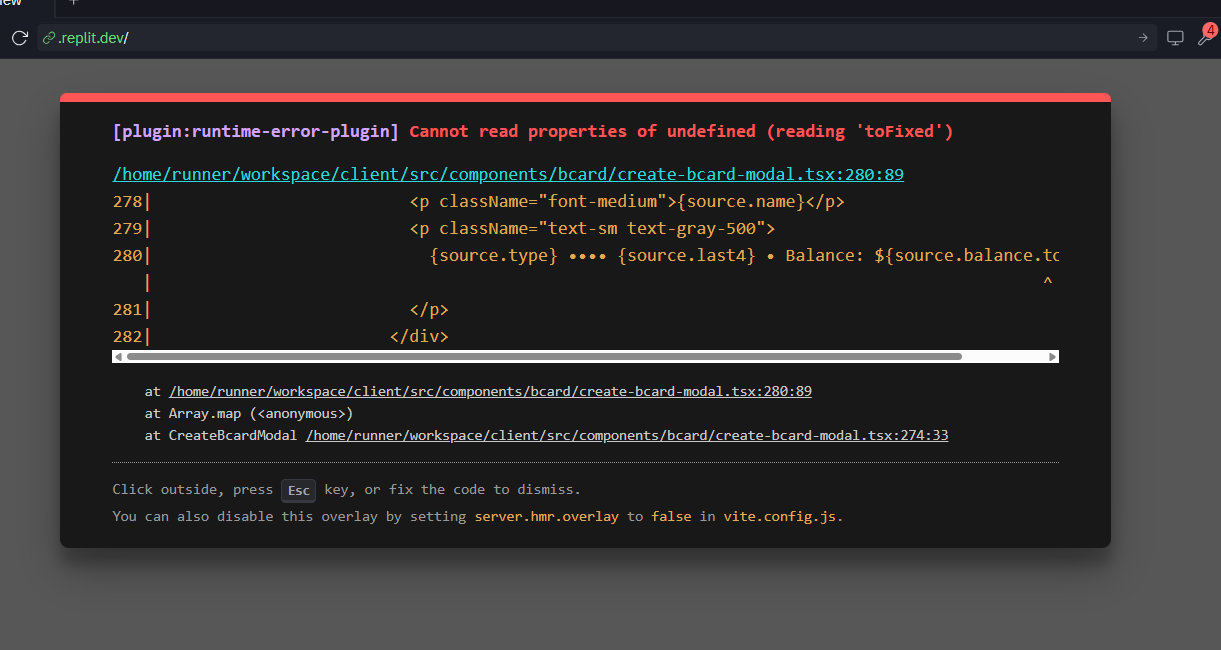 +
.replit.dev/
4
[plugin:runtime-error-plugin] Cannot read properties of undefined (reading 'toFixed')
/home/runner/workspace/client/src/components/bcard/create-bcard-modal.tsx:280:89
278| <p className="font-medium">{source.name}</p>
279| <p className="text-sm text-gray-500">
280| {source.type} •••• {source.last4} • Balance: ${source.balance.to
| ^
281| </p>
282| </div>
at /home/runner/workspace/client/src/components/bcard/create-bcard-modal.tsx:280:89
at Array.map (<anonymous>)
at CreateBcardModal /home/runner/workspace/client/src/components/bcard/create-bcard-modal.tsx:274:33
Click outside, press Esc key, or fix the code to dismiss.
You can also disable this overlay by setting server.hmr.overlay to false in vite.config.js.